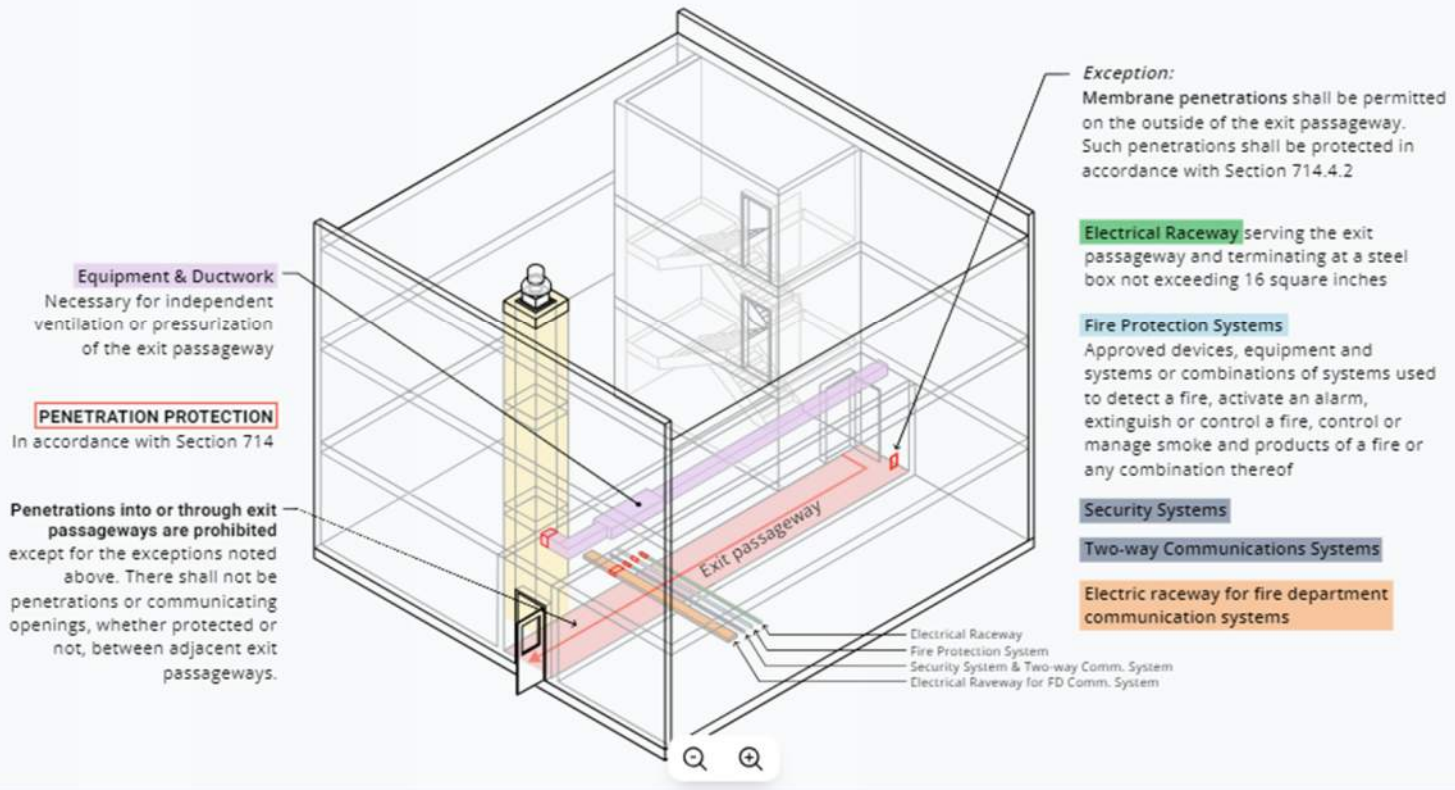 Equipment & Ductwork
Necessary for independent
ventilation or pressurization
of the exit passageway
PENETRATION PROTECTION
In accordance with Section 714
Penetrations into or through exit
passageways are prohibited
except for the exceptions noted
above. There shall not be
penetrations or communicating
openings, whether protected or
not, between adjacent exit
passageways.
Exit passageway
Electrical Raceway
Fire Protection System
Security System & Two-way Comm. System
Electrical Raveway for FD Comm. System
Exception:
Membrane penetrations shall be permitted
on the outside of the exit passageway.
Such penetrations shall be protected in
accordance with Section 714.4.2
Electrical Raceway serving the exit
passageway and terminating at a steel
box not exceeding 16 square inches
Fire Protection Systems
Approved devices, equipment and
systems or combinations of systems used
to detect a fire, activate an alarm,
extinguish or control a fire, control or
manage smoke and products of a fire or
any combination thereof
Security Systems
Two-way Communications Systems
Electric raceway for fire department
communication systems